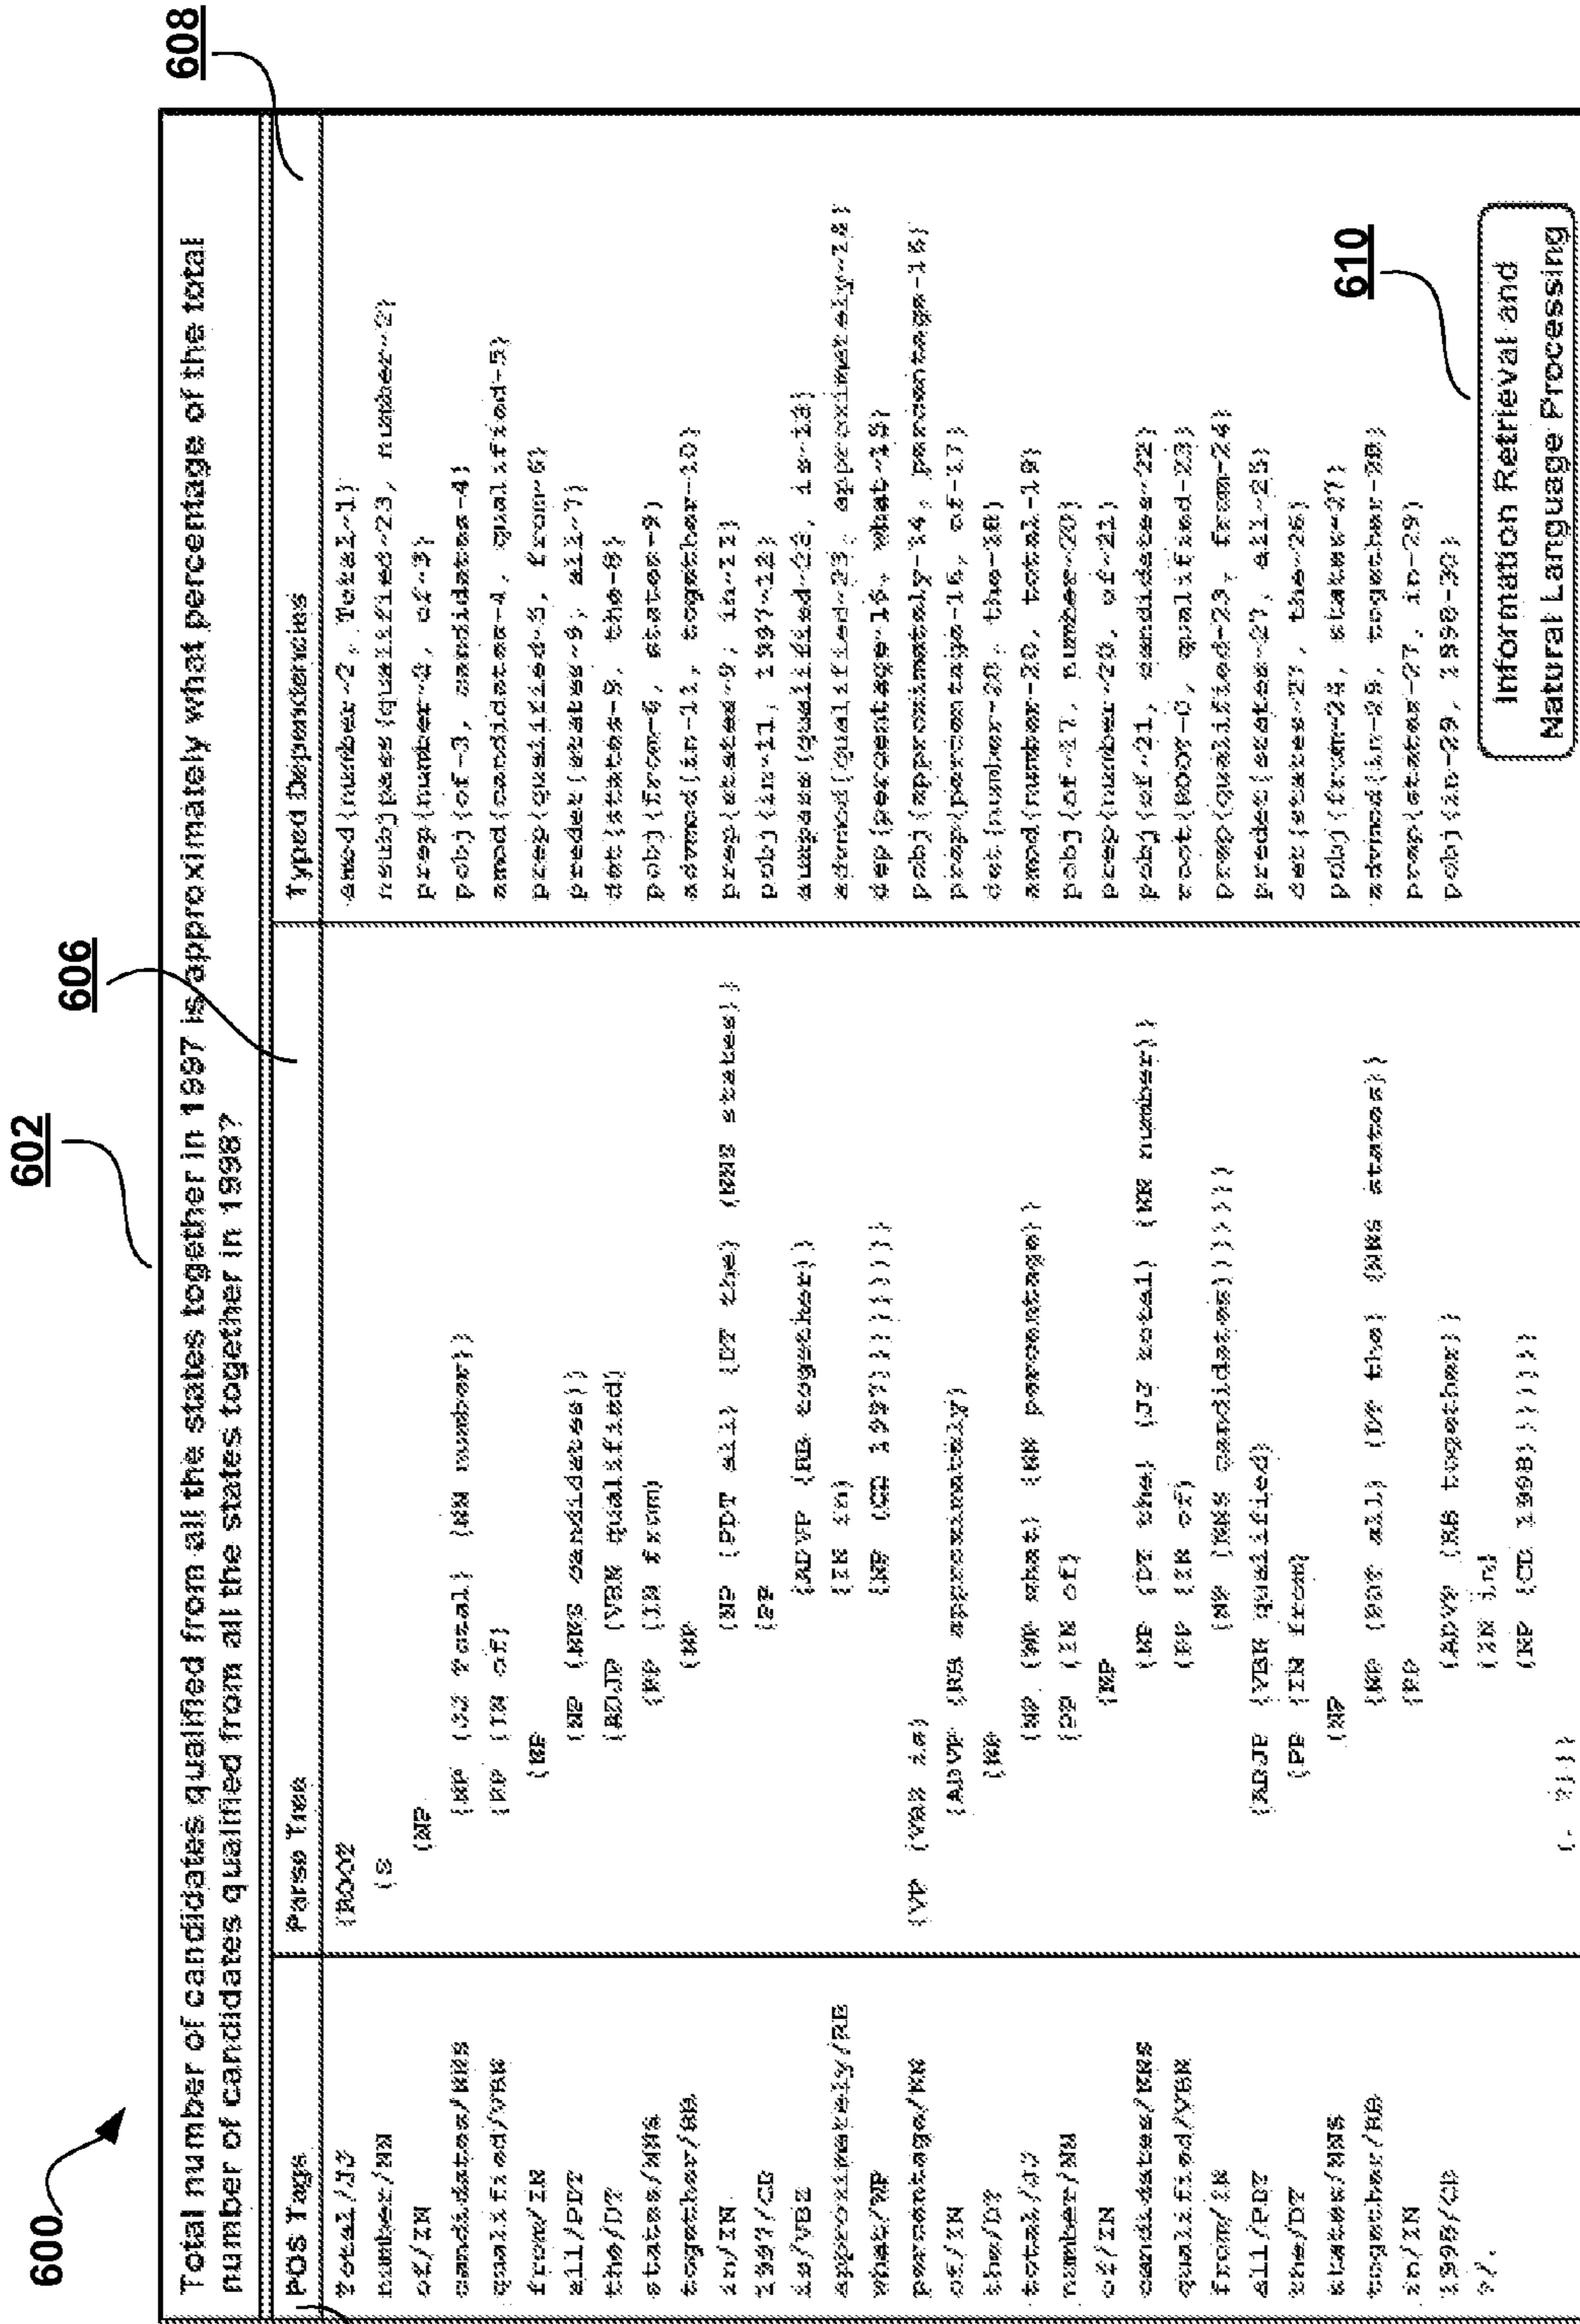 600
602
Total number of candidates qualified from all the states together in 1997 is approximately what percentage of the total
number of candidates qualified from all the states together in 1998?
POS Tags
Total/JJ
number/NN
of/IN
candidates/NNS
qualified/VBN
from/IN
all/PDT
the/DT
states/NNS
together/RB
in/IN
1997/CD
is/VBZ
approximately/RB
what/WP
percentage/NN
of/IN
the/DT
total/JJ
number/NN
of/IN
candidates/NNS
qualified/VBN
from/IN
all/PDT
the/DT
states/NNS
together/RB
in/IN
1998/CD
?/.
606
Parse Tree
(ROOT
(S
(NP
(NP (JJ Total) (NN number))
(PP (IN of)
(NP
(NP (NNS candidates))
(ADJP (VBN qualified)
(PP (IN from)
(NP
(NP (PDT all) (DT the) (NNS states))
(PP
(ADVP (RB together))
(IN in)
(NP (CD 1997)))))))))
(VP (VBZ is)
(ADVP (RB approximately)
(NP
(NP (WP what) (NN percentage))
(PP (IN of)
(NP
(NP (DT the) (JJ total) (NN number))
(PP (IN of)
(NP (NNS candidates)))))))
(ADJP (VBN qualified)
(PP (IN from)
(NP
(NP (PDT all) (DT the) (NNS states))
(PP
(ADVP (RB together))
(IN in)
(NP (CD 1998)))))))
(. ?)))
608
Typed Dependencies
amod(number-2, Total-1)
nsubjpass(qualified-23, number-2)
prep(number-2, of-3)
pobj(of-3, candidates-4)
amod(candidates-4, qualified-5)
prep(qualified-5, from-6)
predet(states-9, all-7)
det(states-9, the-8)
pobj(from-6, states-9)
advmod(in-11, together-10)
prep(states-9, in-11)
pobj(in-11, 1997-12)
auxpass(qualified-23, is-13)
advmod(qualified-23, approximately-14)
dep(percentage-16, what-15)
pobj(approximately-14, percentage-16)
prep(percentage-16, of-17)
det(number-20, the-18)
amod(number-20, total-19)
pobj(of-17, number-20)
prep(number-20, of-21)
pobj(of-21, candidates-22)
root(ROOT-0, qualified-23)
prep(qualified-23, from-24)
predet(states-27, all-25)
det(states-27, the-26)
pobj(from-24, states-27)
advmod(in-29, together-28)
prep(states-27, in-29)
pobj(in-29, 1998-30)
610
Information Retrieval and
Natural Language Processing